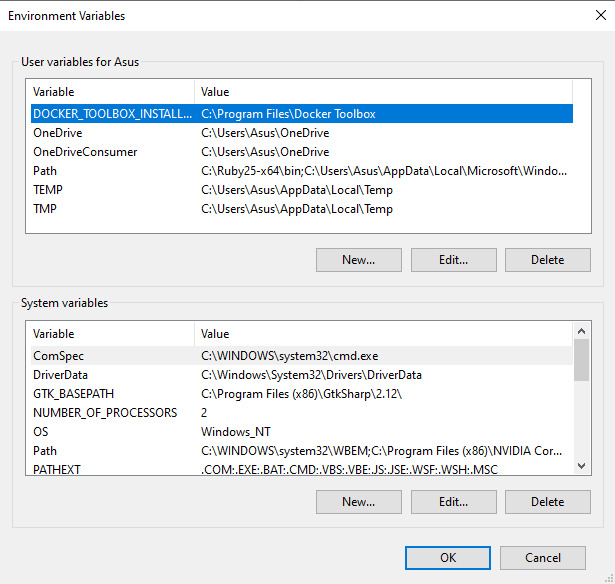 Environment Variables
User variables for Asus
Variable Value
DOCKER_TOOLBOX_INSTALL... C:\Program Files\Docker Toolbox
OneDrive C:\Users\Asus\OneDrive
OneDriveConsumer C:\Users\Asus\OneDrive
Path C:\Ruby25-x64\bin;C:\Users\Asus\AppData\Local\Microsoft\Windo...
TEMP C:\Users\Asus\AppData\Local\Temp
TMP C:\Users\Asus\AppData\Local\Temp
New... Edit... Delete
System variables
Variable Value
ComSpec C:\WINDOWS\system32\cmd.exe
DriverData C:\Windows\System32\Drivers\DriverData
GTK_BASEPATH C:\Program Files (x86)\GtkSharp\2.12\
NUMBER_OF_PROCESSORS 2
OS Windows_NT
Path C:\WINDOWS\system32\WBEM;C:\Program Files (x86)\NVIDIA Cor...
PATHEXT .COM;.EXE;.BAT;.CMD;.VBS;.VBE;.JS;.JSE;.WSF;.WSH;.MSC
New... Edit... Delete
OK Cancel